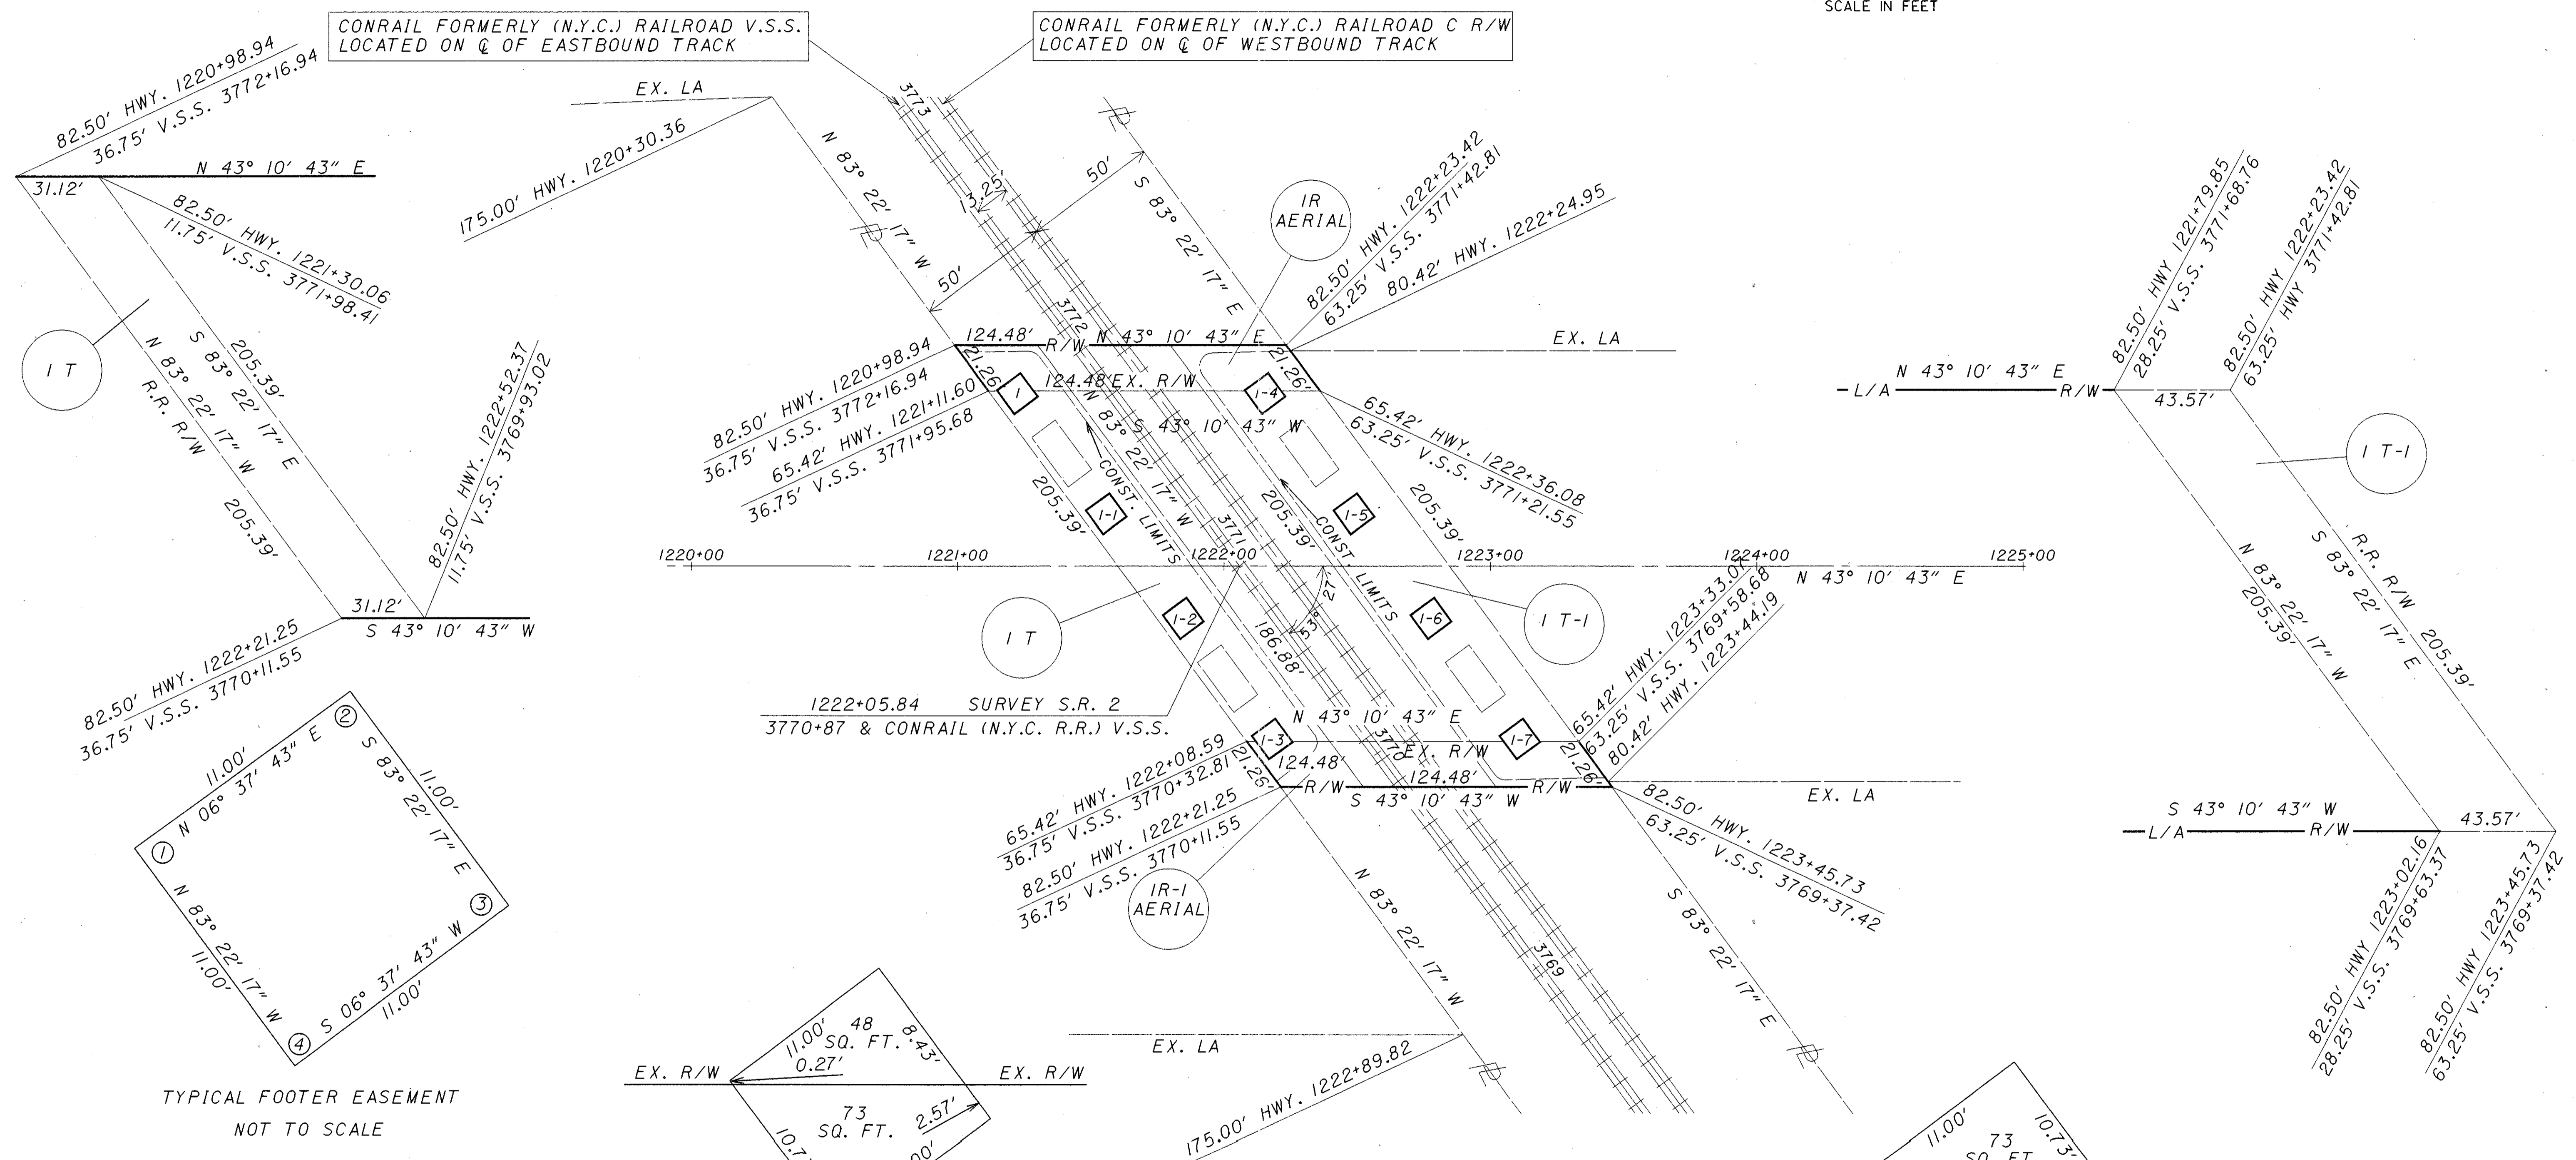 SCALE IN FEET
CONRAIL FORMERLY (N.Y.C.) RAILROAD V.S.S.
LOCATED ON ℄ OF EASTBOUND TRACK
CONRAIL FORMERLY (N.Y.C.) RAILROAD C R/W
LOCATED ON ℄ OF WESTBOUND TRACK
82.50' HWY. 1220+98.94
36.75' V.S.S. 3772+16.94
N 43° 10' 43" E
31.12'
82.50' HWY. 1221+30.06
11.75' V.S.S. 3771+98.41
1 T
N 83° 22' 17" W
R.R. R/W
205.39'
S 83° 22' 17" E
205.39'
82.50' HWY. 1222+52.37
11.75' V.S.S. 3769+93.02
31.12'
S 43° 10' 43" W
82.50' HWY. 1222+21.25
36.75' V.S.S. 3770+11.55
1
N 06° 37' 43" E
11.00'
2
S 83° 22' 17" E
11.00'
3
S 06° 37' 43" W
11.00'
4
N 83° 22' 17" W
11.00'
TYPICAL FOOTER EASEMENT
NOT TO SCALE
EX. LA
175.00' HWY. 1220+30.36
N 83° 22' 17" W
PL
3773
13.25'
50'
50'
PL
S 83° 22' 17" E
1R
AERIAL
82.50' HWY. 1222+23.42
63.25' V.S.S. 3771+42.81
80.42' HWY. 1222+24.95
3772
124.48'
R/W
N 43° 10' 43" E
EX. LA
21.26'
21.26'
82.50' HWY. 1220+98.94
36.75' V.S.S. 3772+16.94
65.42' HWY. 1221+11.60
36.75' V.S.S. 3771+95.68
1
124.48'
EX. R/W
1-4
S 43° 10' 43" W
N 83° 22' 17" W
65.42' HWY. 1222+36.08
63.25' V.S.S. 3771+21.55
CONST. LIMITS
CONST. LIMITS
205.39'
205.39'
205.39'
1-1
1-5
3771
1220+00
1221+00
1222+00
1223+00
1224+00
1225+00
N 43° 10' 43" E
1 T
1-2
186.88'
53° 27'
1-6
1 T-1
65.42' HWY. 1223+33.07
63.25' V.S.S. 3769+58.68
80.42' HWY. 1223+44.19
1222+05.84 SURVEY S.R. 2
3770+87 & CONRAIL (N.Y.C. R.R.) V.S.S.
N 43° 10' 43" E
1-3
3770
EX. R/W
1-7
21.26'
124.48'
124.48'
21.26'
R/W
S 43° 10' 43" W
R/W
EX. LA
65.42' HWY. 1222+08.59
36.75' V.S.S. 3770+32.81
82.50' HWY. 1222+21.25
36.75' V.S.S. 3770+11.55
1R-1
AERIAL
82.50' HWY. 1223+45.73
63.25' V.S.S. 3769+37.42
N 83° 22' 17" W
S 83° 22' 17" E
3769
EX. LA
175.00' HWY. 1222+89.82
PL
PL
11.00'
48
SQ. FT.
8.43'
EX. R/W
0.27'
EX. R/W
73
SQ. FT.
2.57'
82.50' HWY 1221+79.85
28.25' V.S.S. 3771+68.76
82.50' HWY 1222+23.42
63.25' HWY 3771+42.81
N 43° 10' 43" E
L/A
R/W
43.57'
1 T-1
N 83° 22' 17" W
205.39'
R.R. R/W
S 83° 22' 17" E
205.39'
S 43° 10' 43" W
L/A
R/W
43.57'
82.50' HWY 1223+02.16
28.25' V.S.S. 3769+63.37
82.50' HWY 1223+45.73
63.25' V.S.S. 3769+37.42
11.00'
10.73'
73